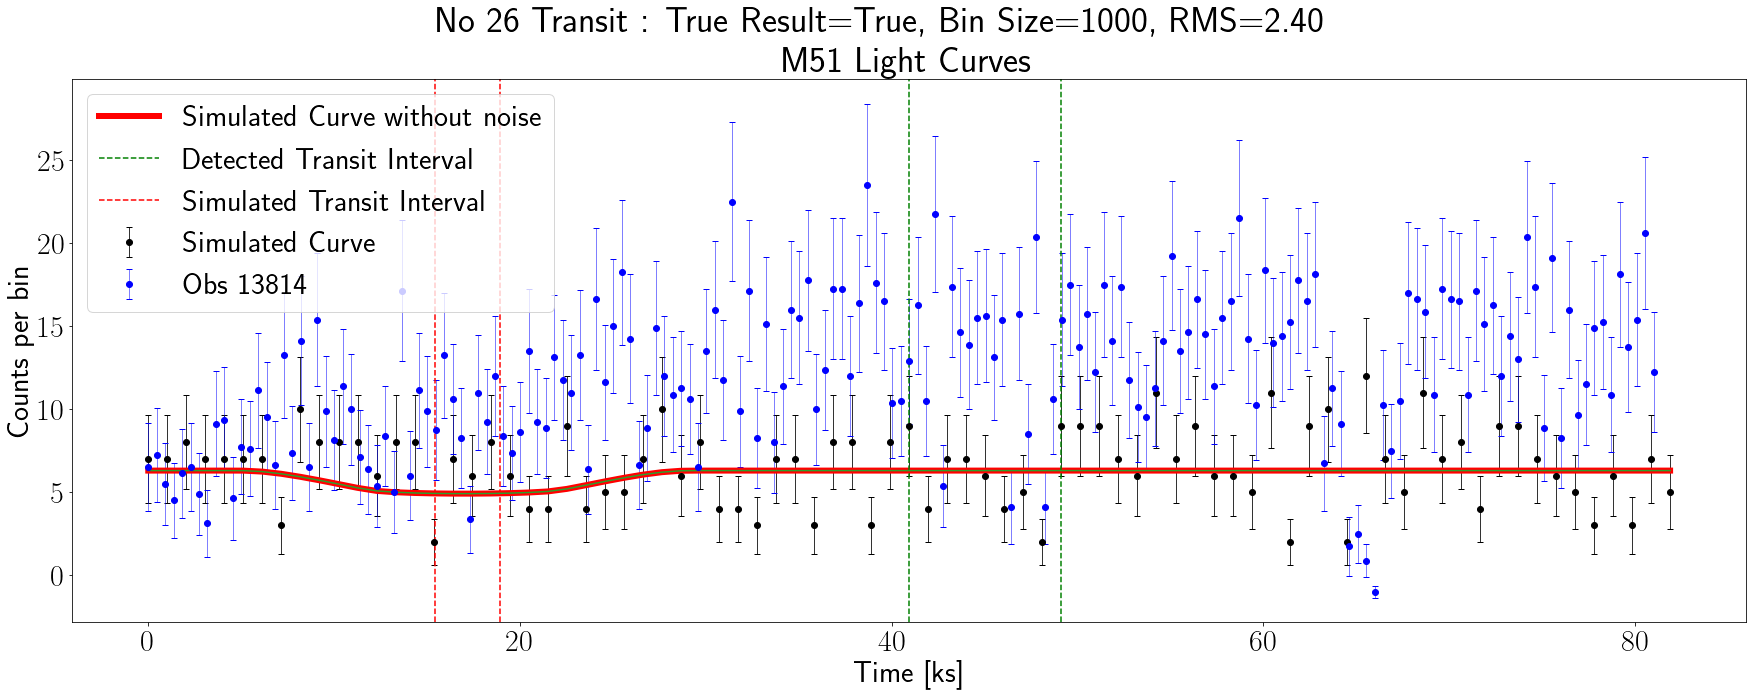 No 26 Transit : True Result=True, Bin Size=1000, RMS=2.40
M51 Light Curves
Simulated Curve without noise
Detected Transit Interval
Simulated Transit Interval
Simulated Curve
Obs 13814
Counts per bin
25
20
15
10
5
0
0 20 40 60 80
Time [ks]